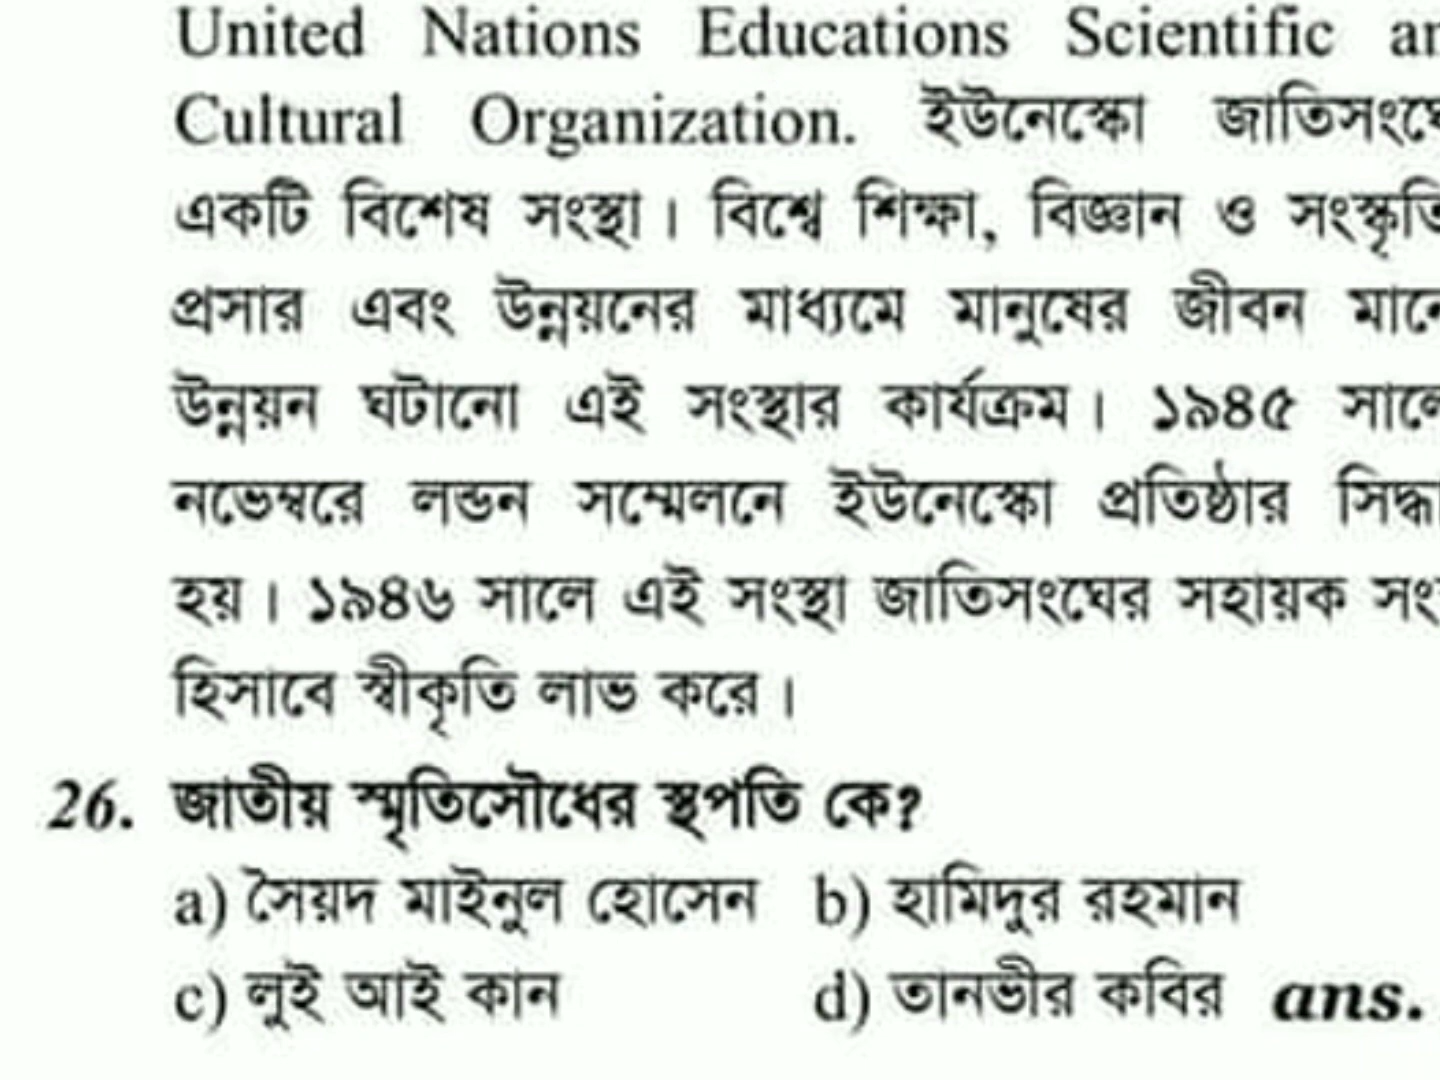 United Nations Educations Scientific
Cultural Organization. ইউনেস্কো
একটি বিশেষ সংস্থা। বিশ্বে শিক্ষা, বিজ্ঞান ও
প্রসার এবং উন্নয়নের মাধ্যমে মানুষের জীবন
উন্নয়ন ঘটানো এই সংস্থার কার্যক্রম। ১৯৪৫
নভেম্বরে লন্ডন সম্মেলনে ইউনেস্কো প্রতিষ্ঠার
হয়। ১৯৪৬ সালে এই সংস্থা জাতিসংঘের সহায়ক
হিসাবে স্বীকৃতি লাভ করে।
26. জাতীয় স্মৃতিসৌধের স্থপতি কে?
a) সৈয়দ মাইনুল হোসেন b) হামিদুর রহমান
c) লুই আই কান d) তানভীর কবির ans.